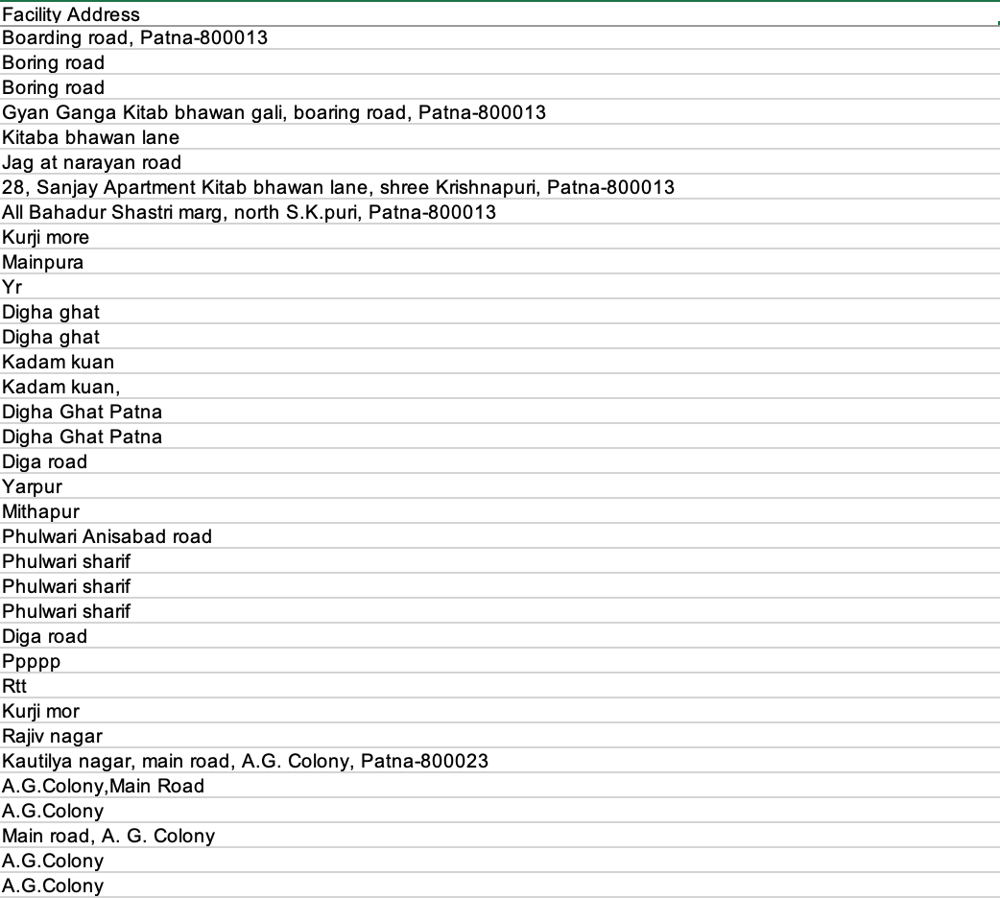 Facility Address
Boarding road, Patna-800013
Boring road
Boring road
Gyan Ganga Kitab bhawan gali, boaring road, Patna-800013
Kitaba bhawan lane
Jag at narayan road
28, Sanjay Apartment Kitab bhawan lane, shree Krishnapuri, Patna-800013
All Bahadur Shastri marg, north S.K.puri, Patna-800013
Kurji more
Mainpura
Yr
Digha ghat
Digha ghat
Kadam kuan
Kadam kuan,
Digha Ghat Patna
Digha Ghat Patna
Diga road
Yarpur
Mithapur
Phulwari Anisabad road
Phulwari sharif
Phulwari sharif
Phulwari sharif
Diga road
Ppppp
Rtt
Kurji mor
Rajiv nagar
Kautilya nagar, main road, A.G. Colony, Patna-800023
A.G.Colony,Main Road
A.G.Colony
Main road, A. G. Colony
A.G.Colony
A.G.Colony